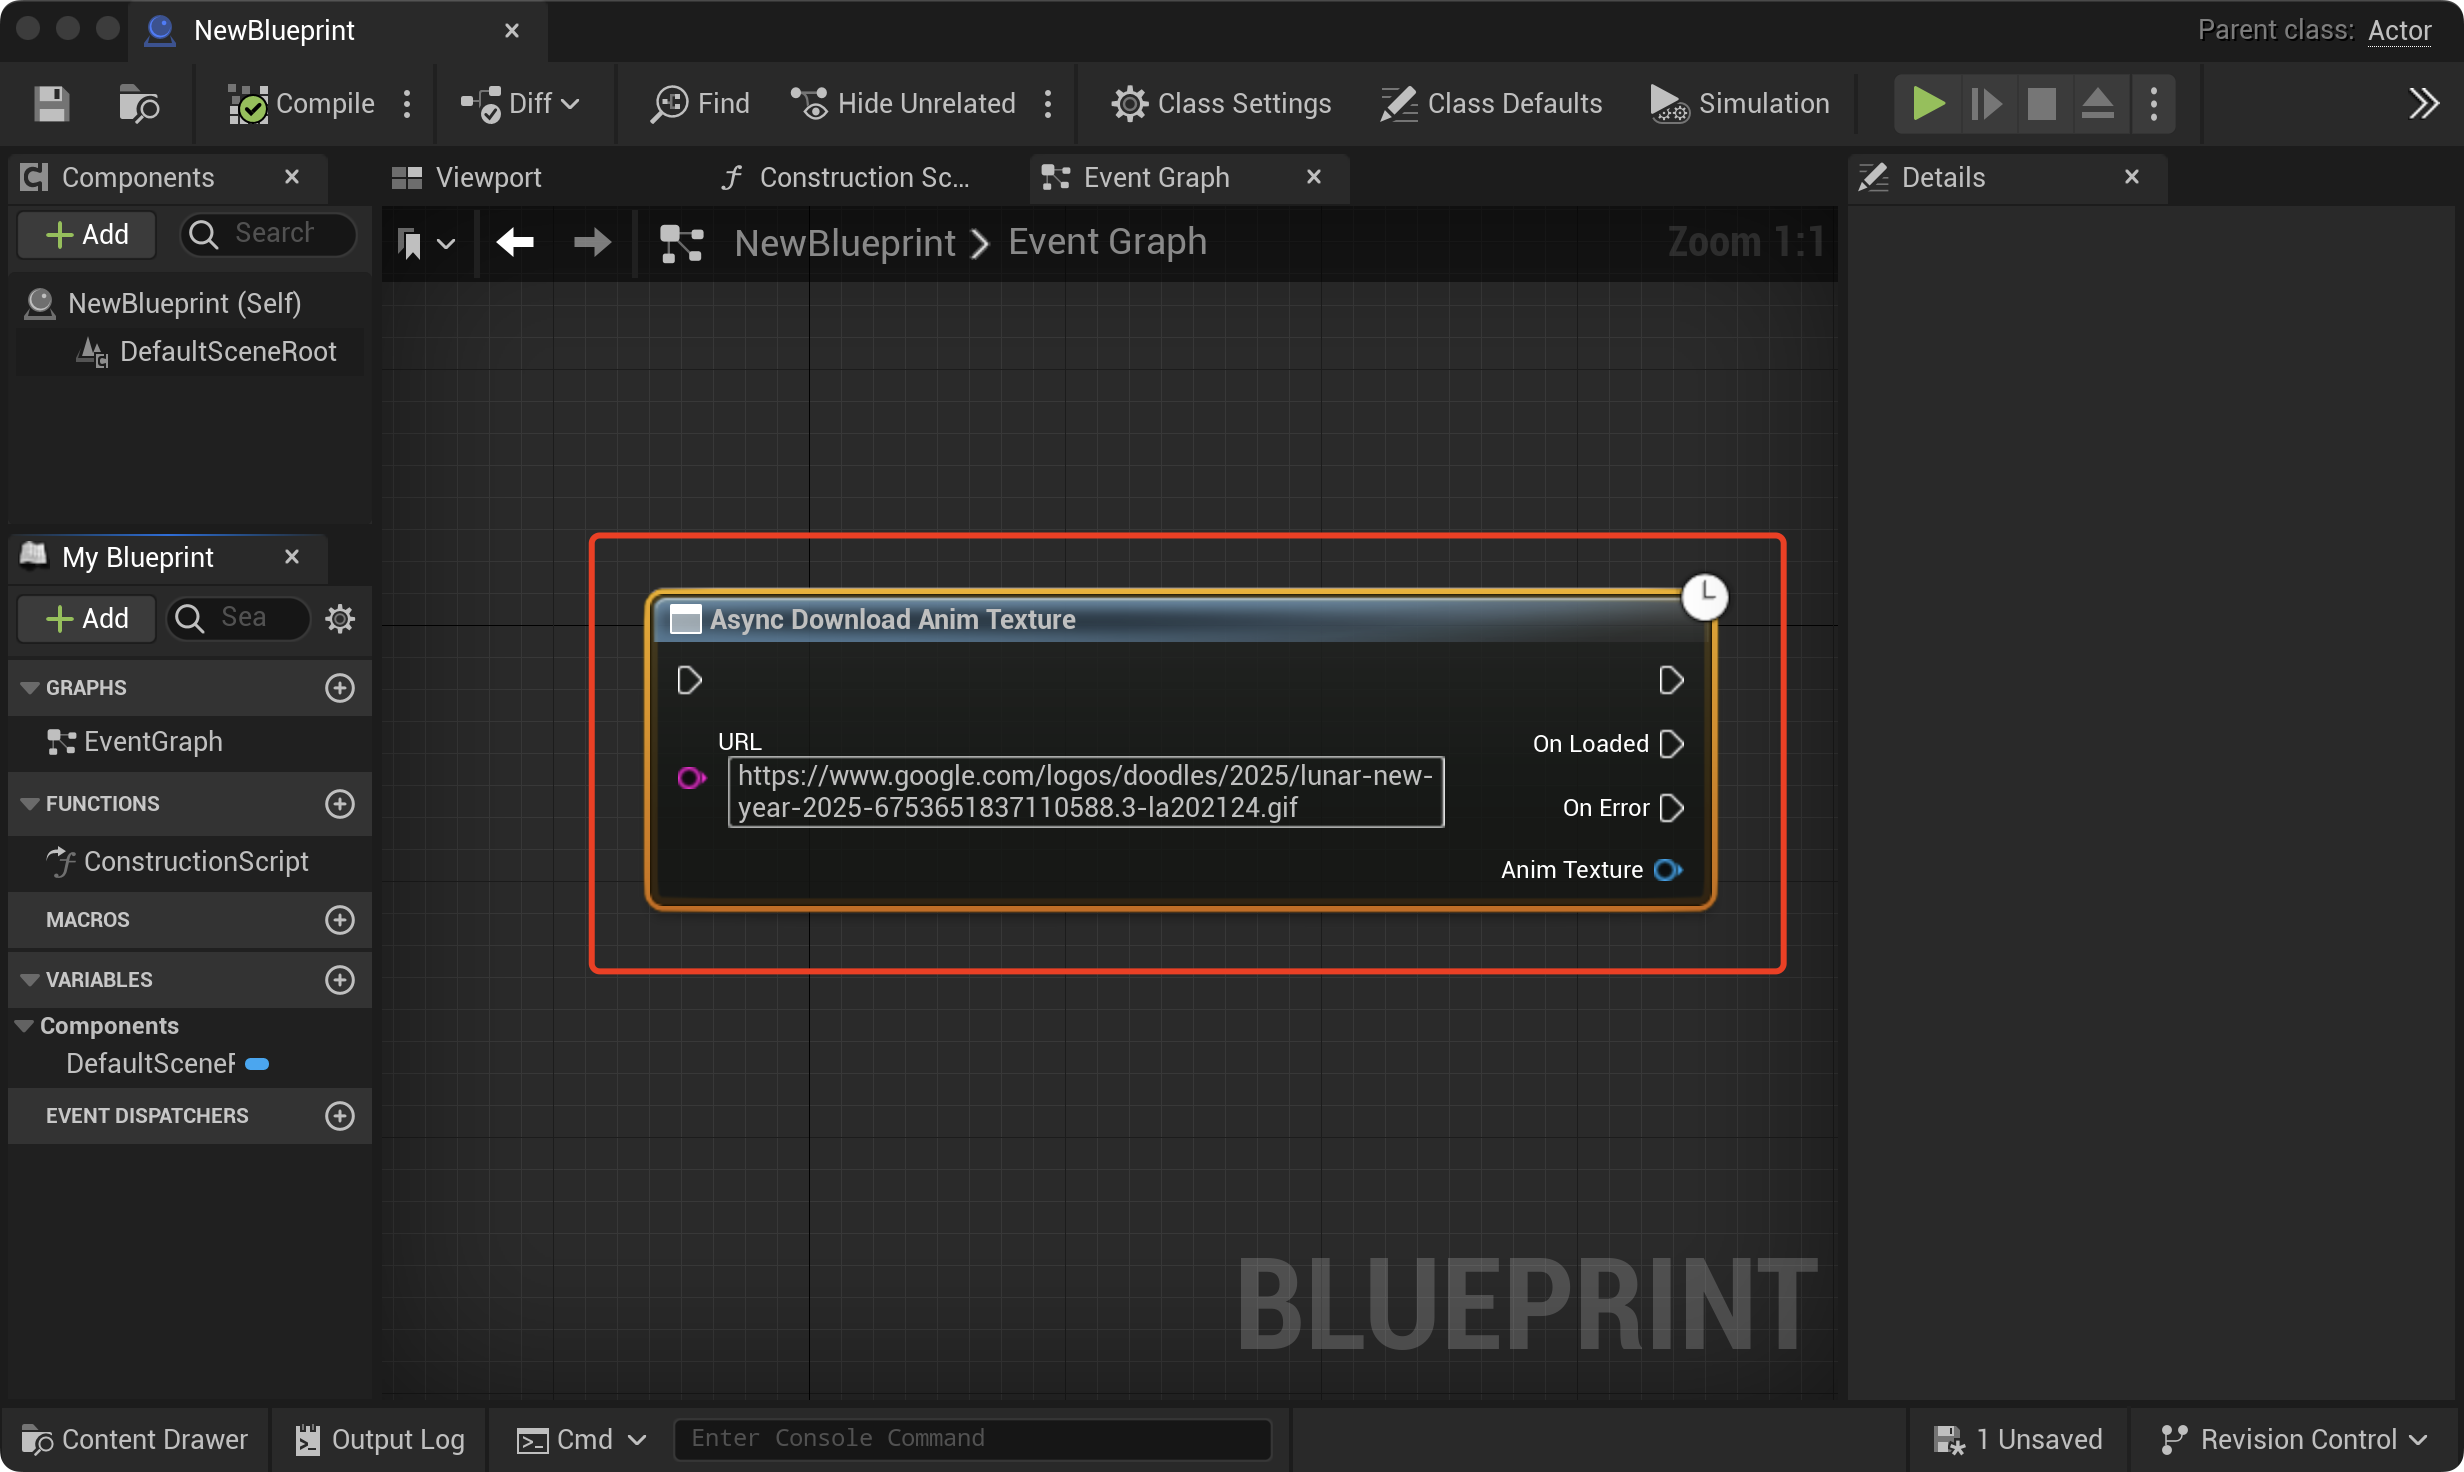 NewBlueprint
Parent class: Actor
Compile
Diff
Find
Hide Unrelated
Class Settings
Class Defaults
Simulation
Components
Viewport
Construction Sc...
Event Graph
Details
Add
Search
NewBlueprint > Event Graph
Zoom 1:1
NewBlueprint (Self)
DefaultSceneRoot
My Blueprint
Add
Sea
GRAPHS
EventGraph
FUNCTIONS
ConstructionScript
MACROS
VARIABLES
Components
DefaultScene
EVENT DISPATCHERS
Async Download Anim Texture
URL
https://www.google.com/logos/doodles/2025/lunar-new-
year-2025-6753651837110588.3-la202124.gif
On Loaded
On Error
Anim Texture
BLUEPRINT
Content Drawer
Output Log
Cmd
Enter Console Command
1 Unsaved
Revision Control